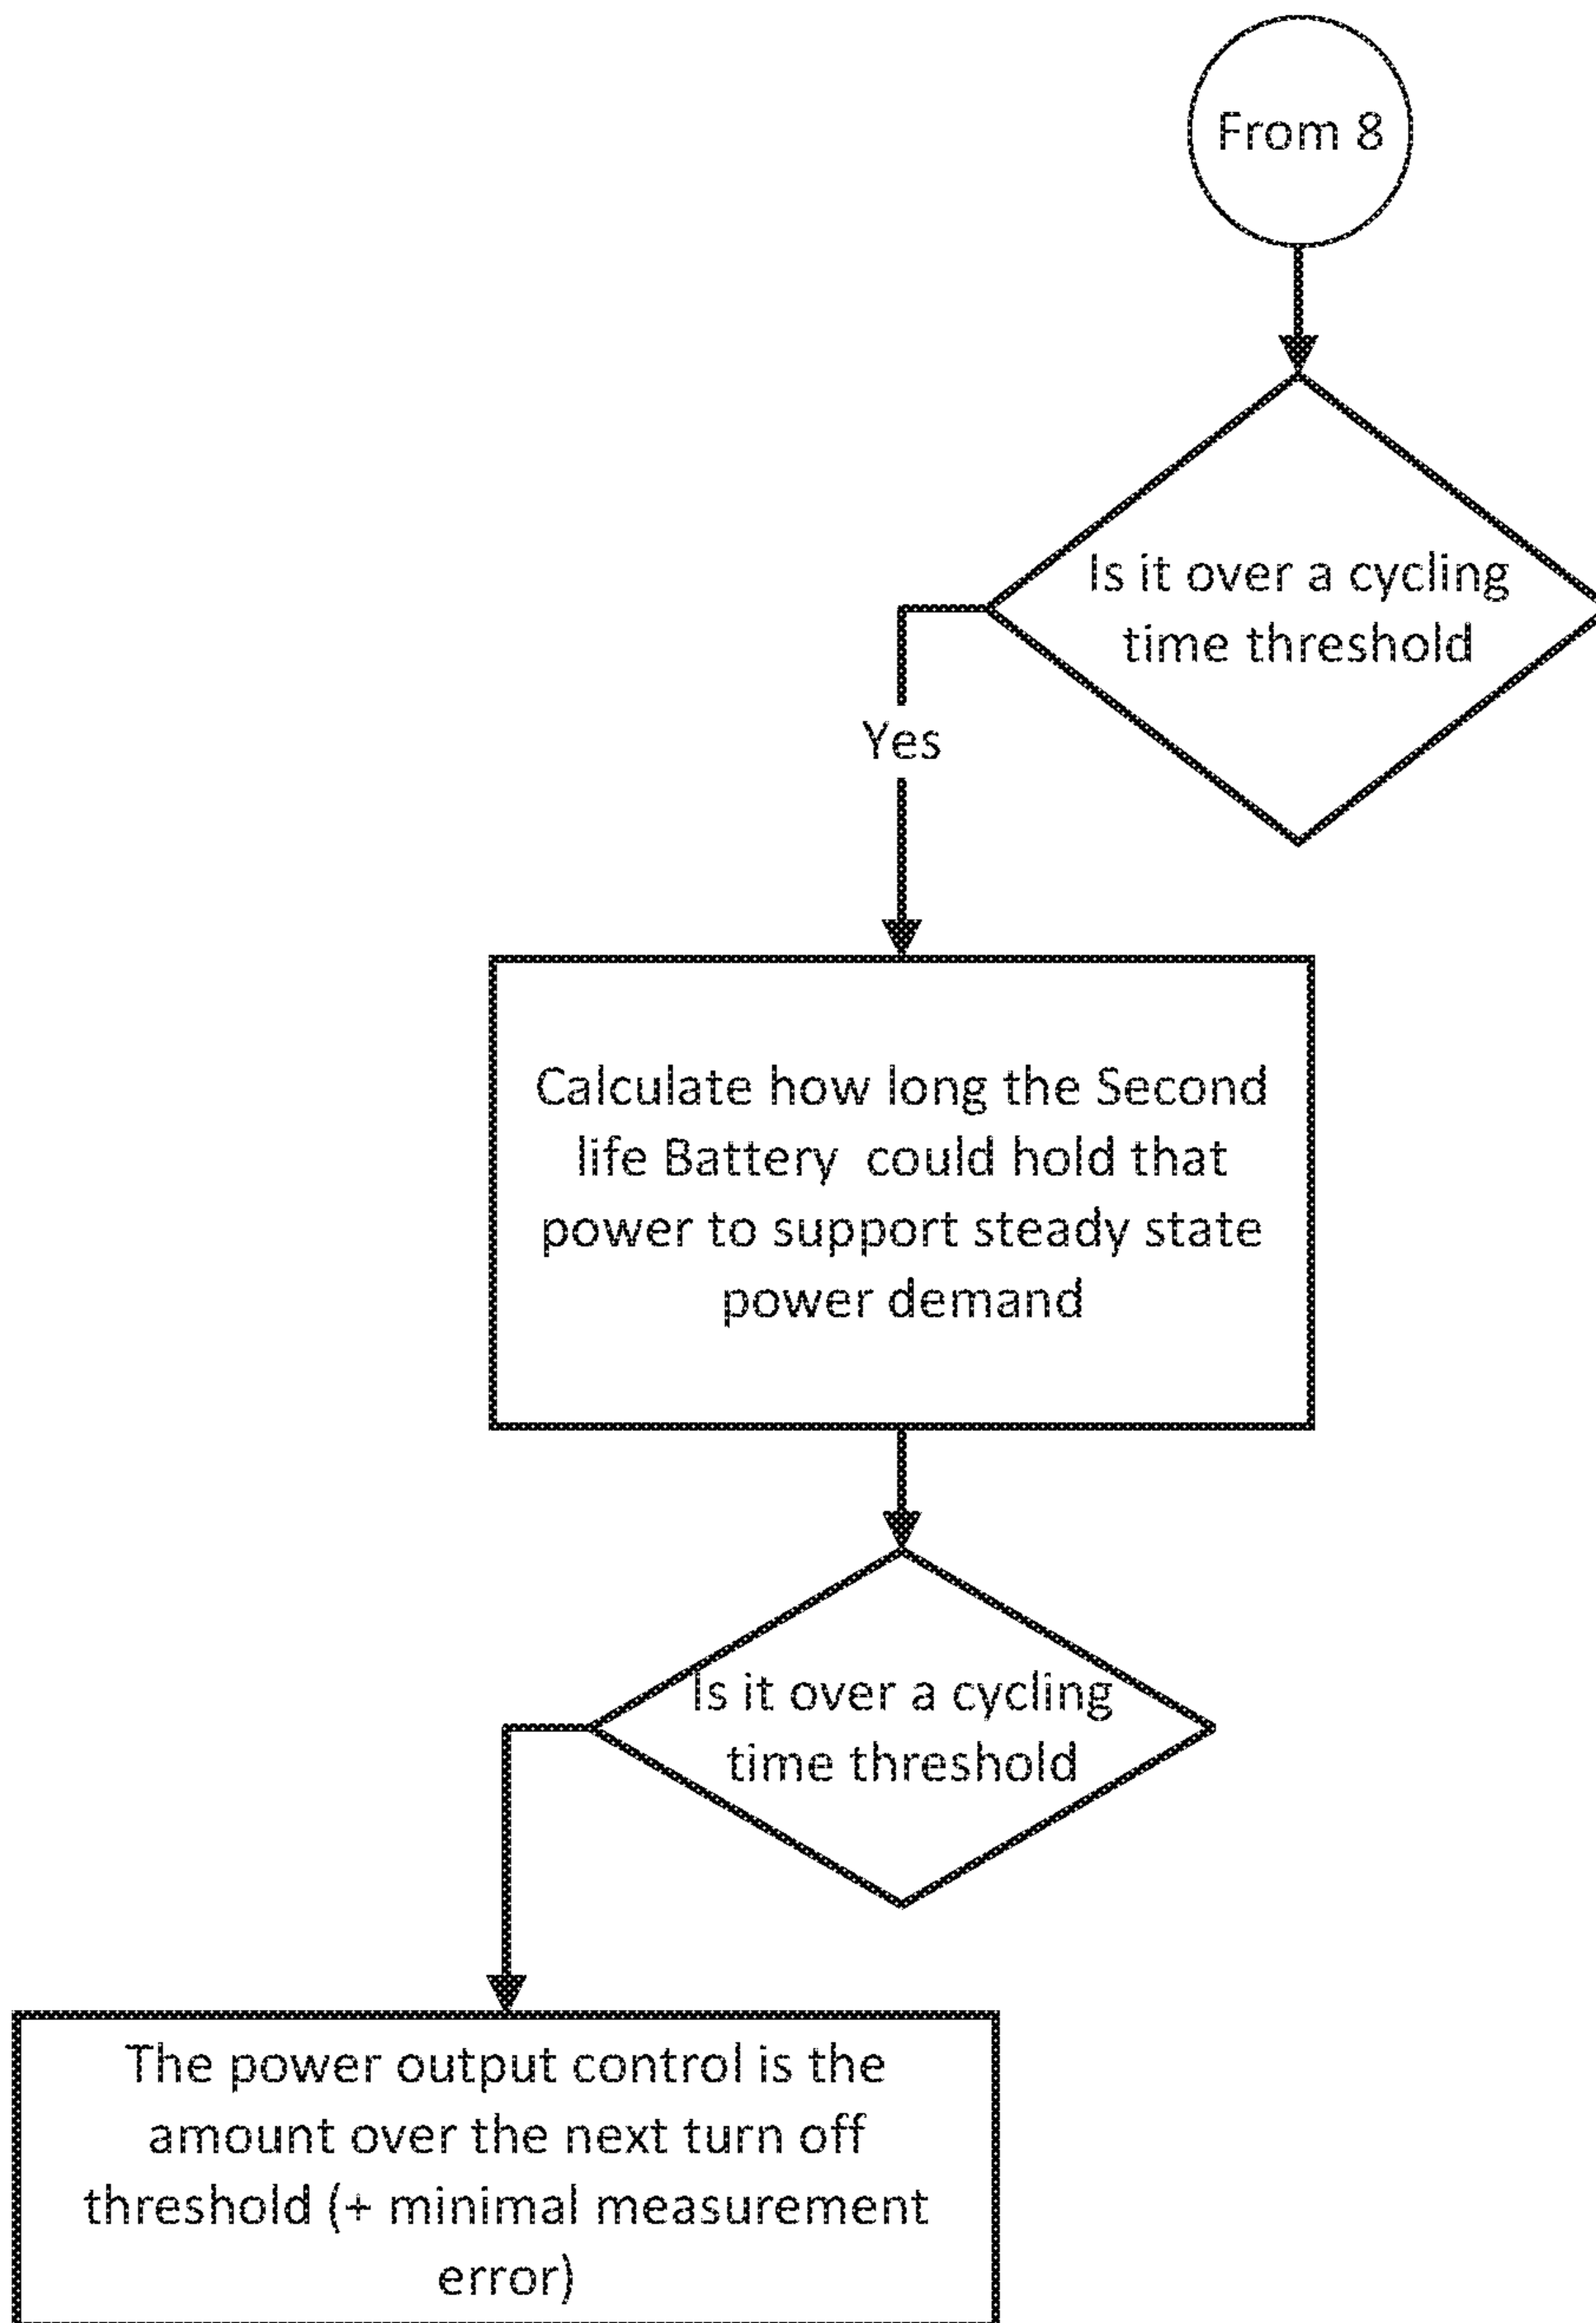 From 8
Is it over a cycling
time threshold
Yes
Calculate how long the Second
life Battery could hold that
power to support steady state
power demand
Is it over a cycling
time threshold
The power output control is the
amount over the next turn off
threshold (+ minimal measurement
error)